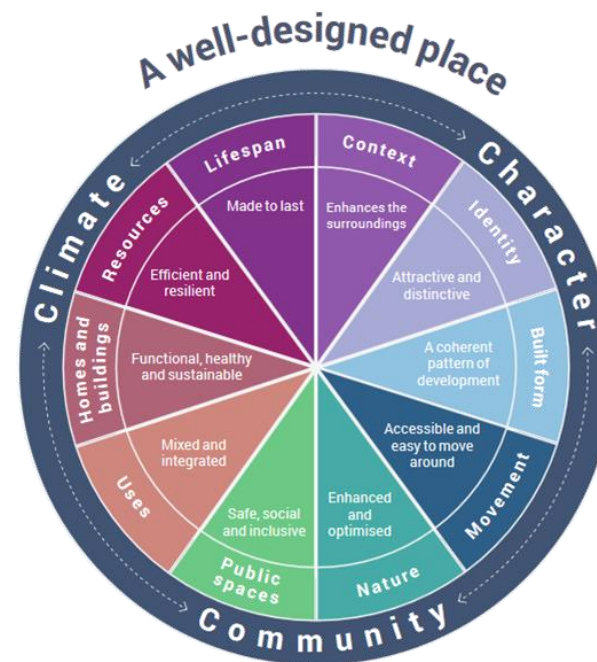 A well-designed place
Climate
Character
Community
Context
Enhances the
surroundings
Identity
Attractive and
distinctive
Built form
A coherent
pattern of
development
Movement
Accessible and
easy to move
around
Nature
Enhanced
and
optimised
Public
spaces
Safe, social
and inclusive
Uses
Mixed and
integrated
Homes and
buildings
Functional, healthy
and sustainable
Resources
Efficient and
resilient
Lifespan
Made to last